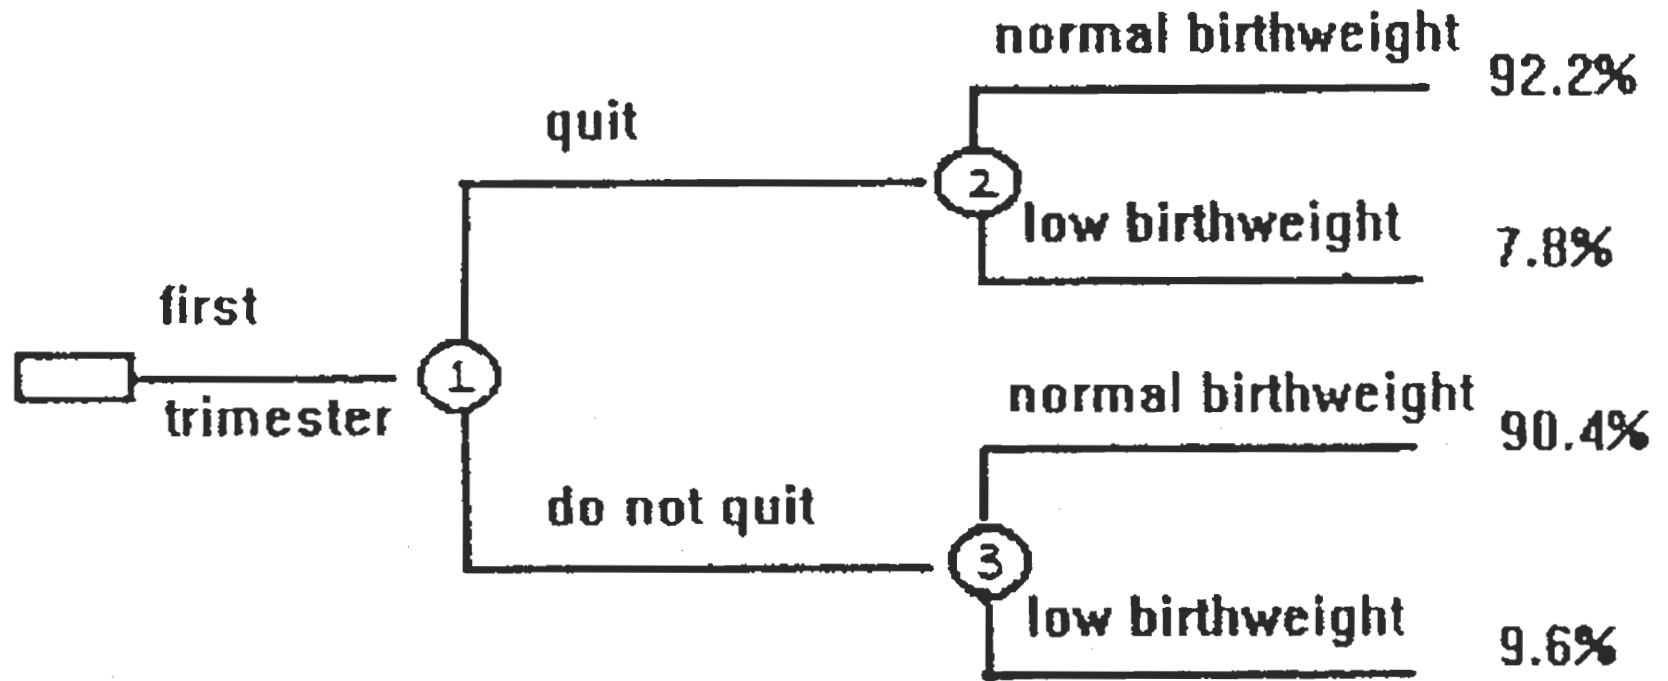 normal birthweight
92.2%
quit
2
low birthweight
7.8%
first
1
trimester
normal birthweight
90.4%
do not quit
3
low birthweight
9.6%